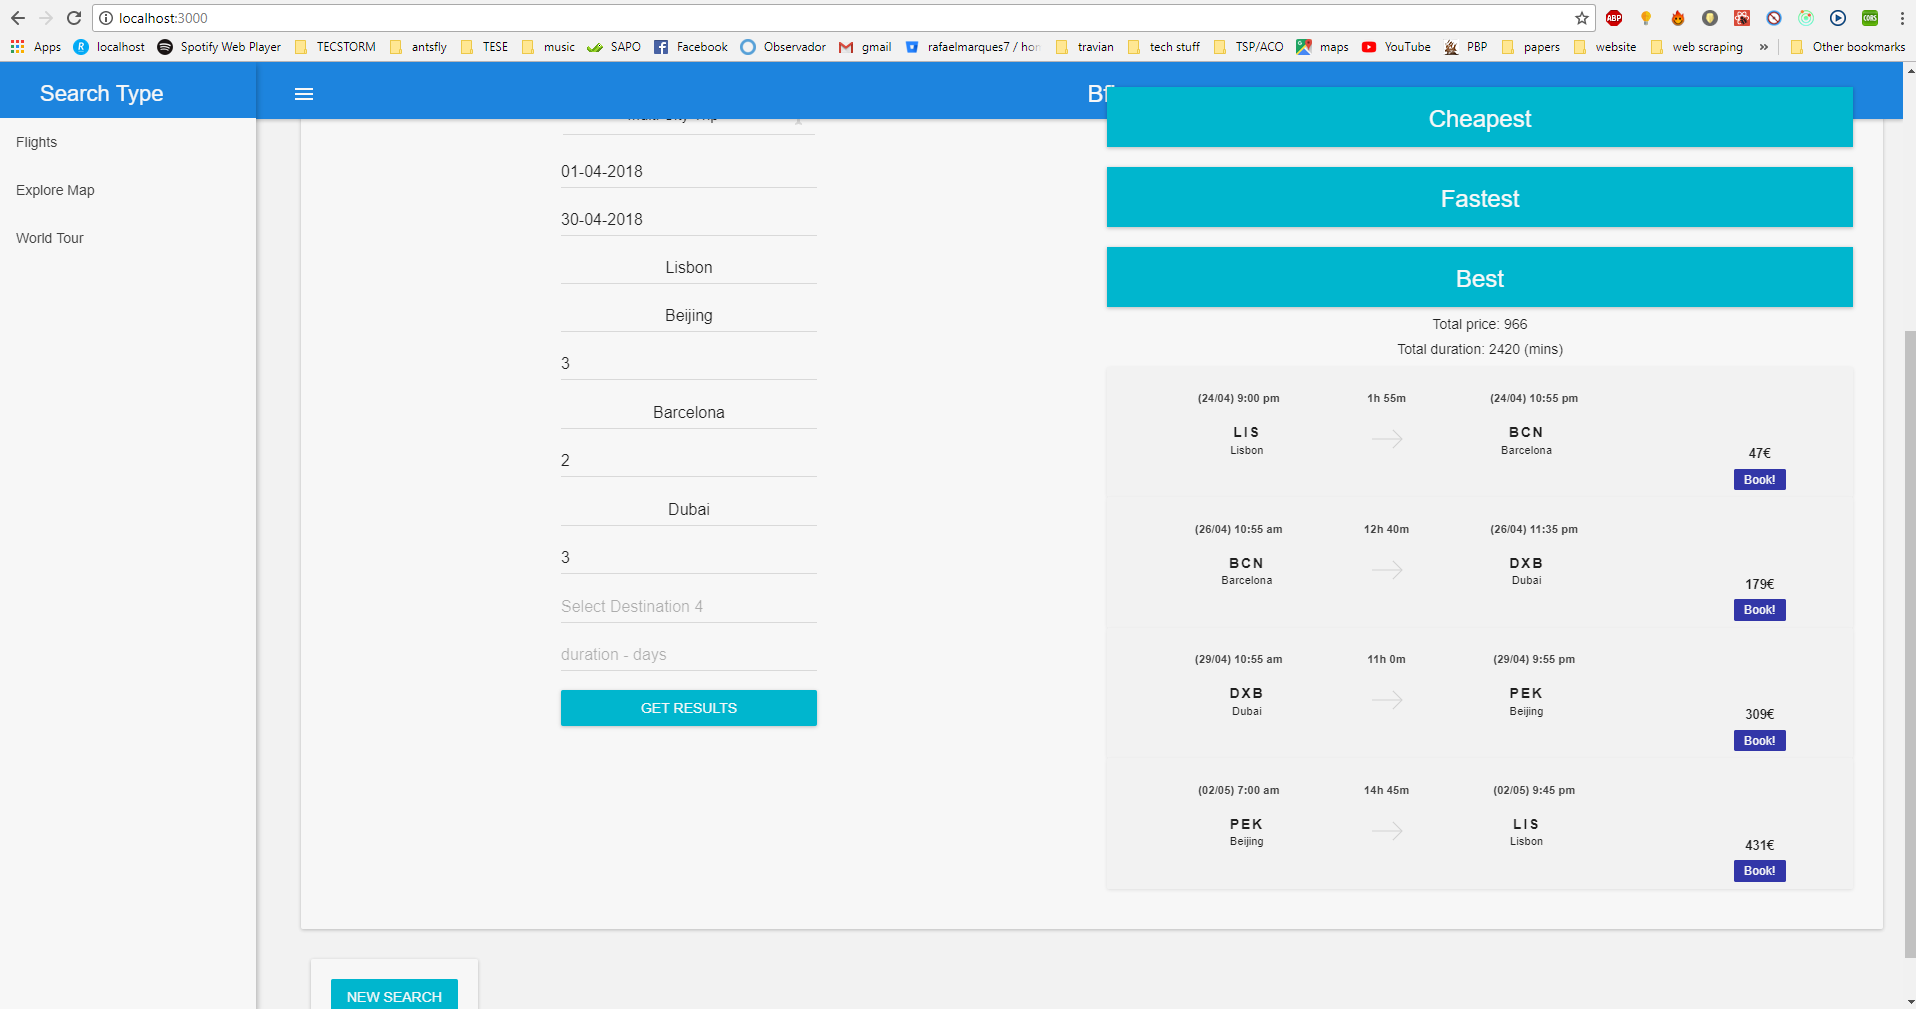 localhost:3000
Apps localhost Spotify Web Player TECSTORM antsfly TESE music SAPO Facebook Observador gmail rafaelmarques7 / hon travian tech stuff TSP/ACO maps YouTube PBP papers website web scraping » Other bookmarks
ABP CORS
Search Type
Flights
Explore Map
World Tour
Multi-City Trip
01-04-2018
30-04-2018
Lisbon
Beijing
3
Barcelona
2
Dubai
3
Select Destination 4
duration - days
GET RESULTS
Cheapest
Fastest
Best
Total price: 966
Total duration: 2420 (mins)
(24/04) 9:00 pm 1h 55m (24/04) 10:55 pm
LIS BCN
Lisbon Barcelona
47€
Book!
(26/04) 10:55 am 12h 40m (26/04) 11:35 pm
BCN DXB
Barcelona Dubai
179€
Book!
(29/04) 10:55 am 11h 0m (29/04) 9:55 pm
DXB PEK
Dubai Beijing
309€
Book!
(02/05) 7:00 am 14h 45m (02/05) 9:45 pm
PEK LIS
Beijing Lisbon
431€
Book!
NEW SEARCH